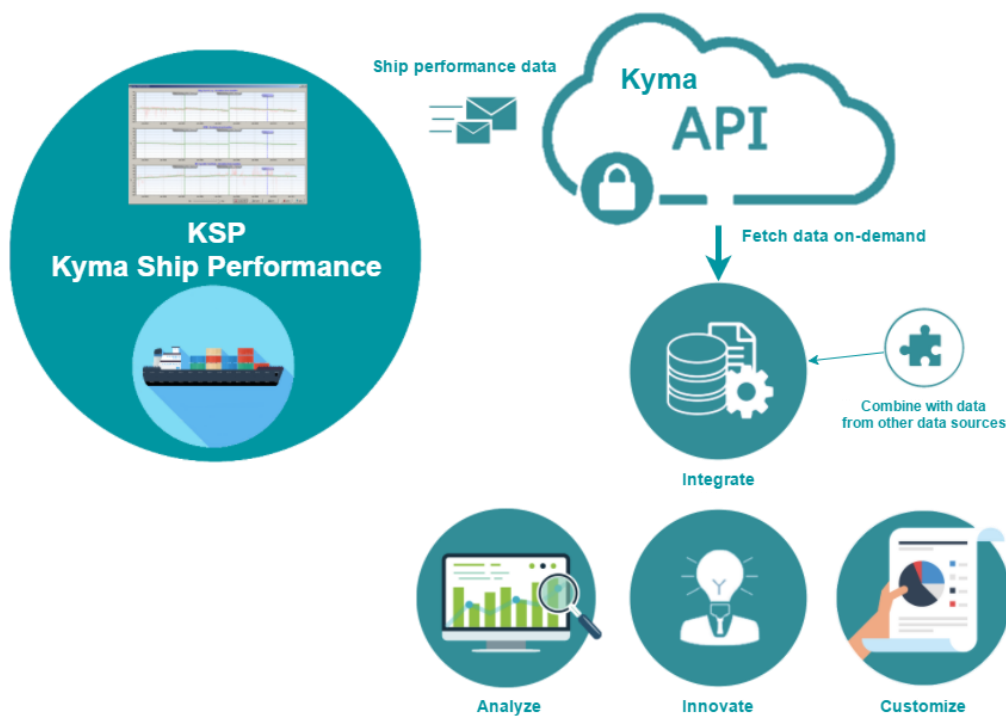 Ship performance data
Kyma
API
KSP
Kyma Ship Performance
Fetch data on-demand
Combine with data
from other data sources
Integrate
Analyze
Innovate
Customize